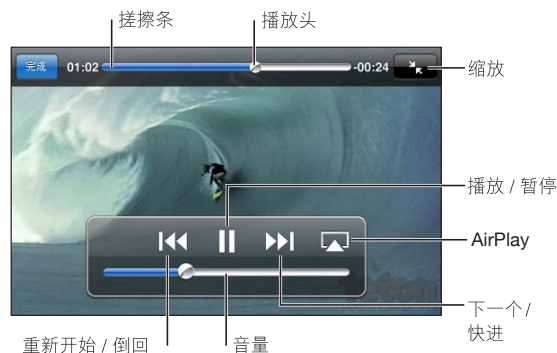 搓擦条
播放头
完成
01:02
-00:24
缩放
播放 / 暂停
AirPlay
下一个/
快进
重新开始 / 倒回
音量